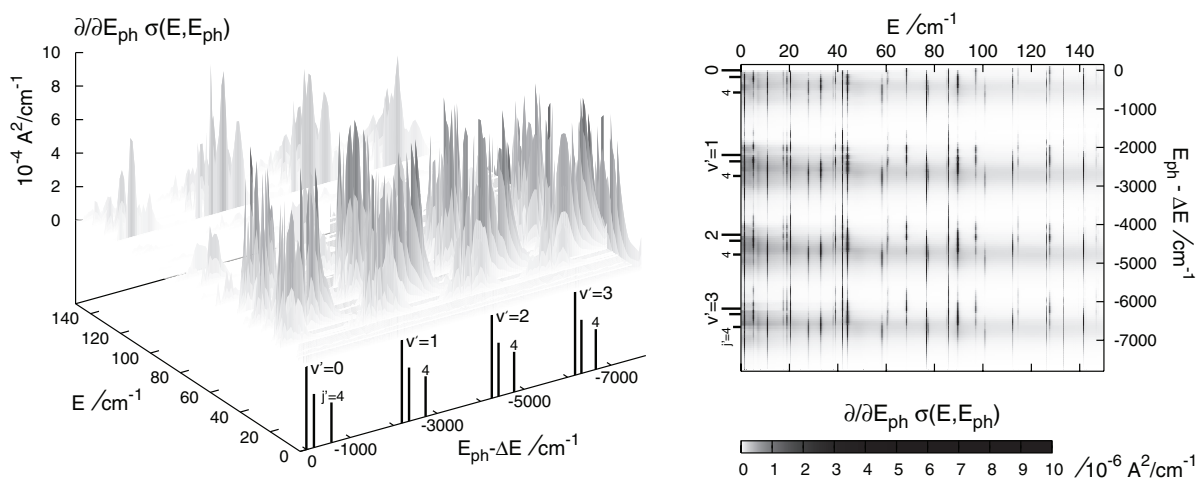 ∂/∂E_ph σ(E,E_ph)
10
8
6
4
2
0
10⁻⁴ A²/cm⁻¹
140
120
100
80
60
40
20
0
E /cm⁻¹
v'=0
j'=4
v'=1
4
v'=2
4
v'=3
4
0
-1000
-3000
-5000
-7000
E_ph-ΔE /cm⁻¹
E /cm⁻¹
0 20 40 60 80 100 120 140
0
4
v'=1
4
2
4
v'=3
j'=4
0
-1000
-2000
-3000
-4000
-5000
-6000
-7000
E_ph - ΔE /cm⁻¹
∂/∂E_ph σ(E,E_ph)
0 1 2 3 4 5 6 7 8 9 10 /10⁻⁶ A²/cm⁻¹